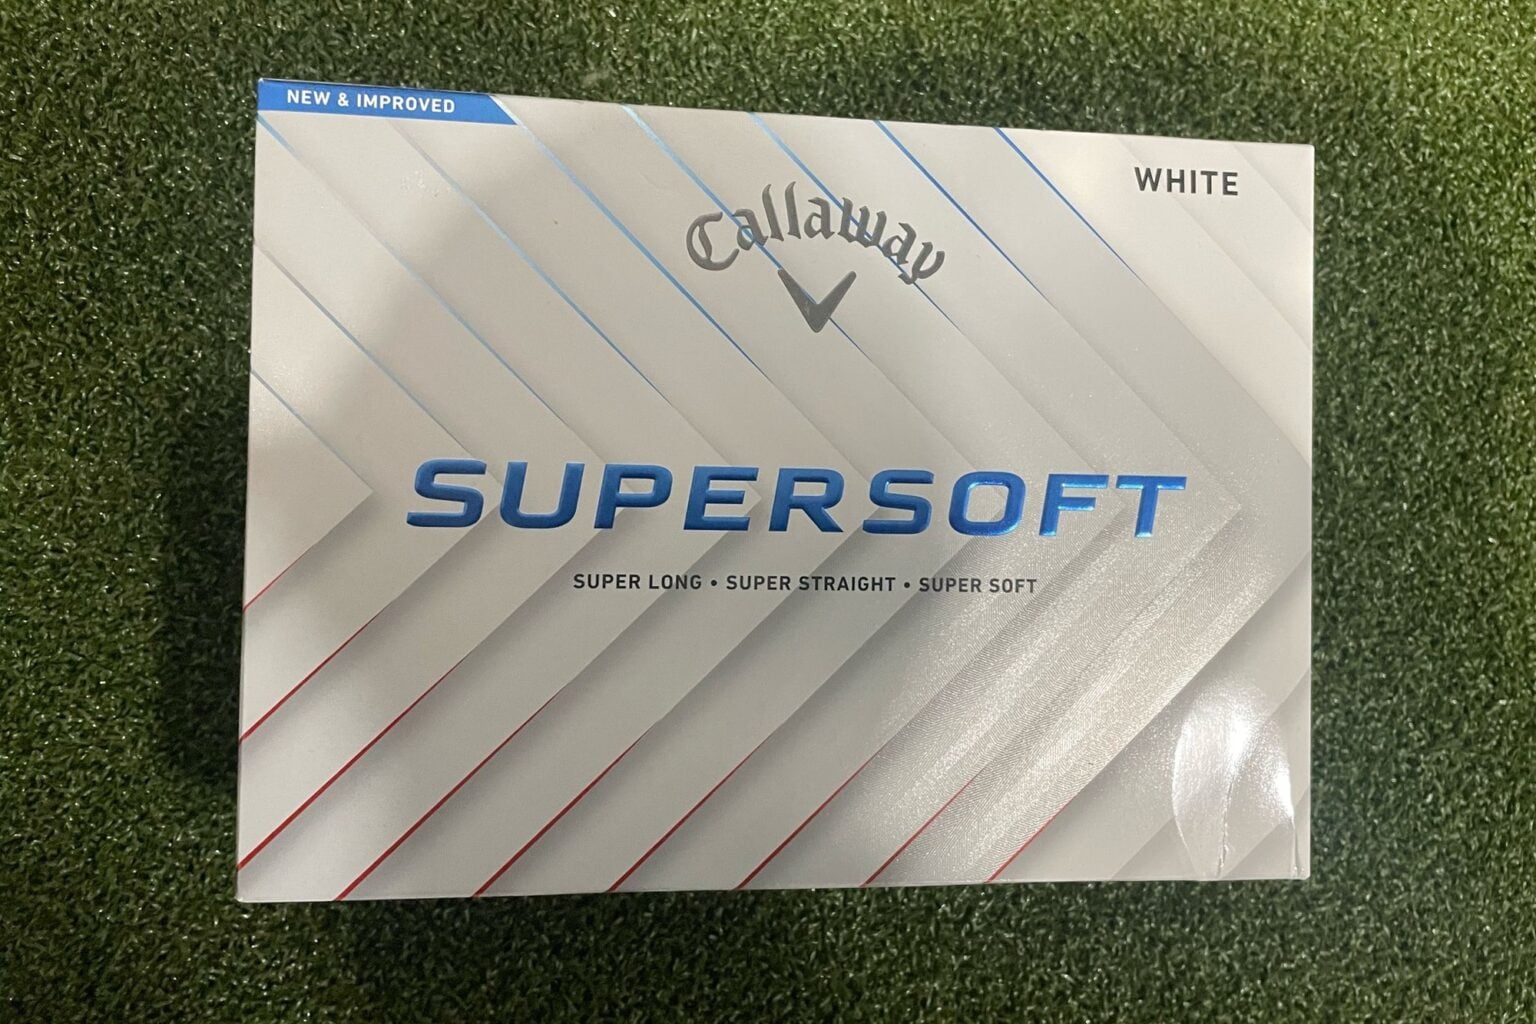 NEW & IMPROVED
WHITE
Callaway
SUPERSOFT
SUPER LONG • SUPER STRAIGHT • SUPER SOFT